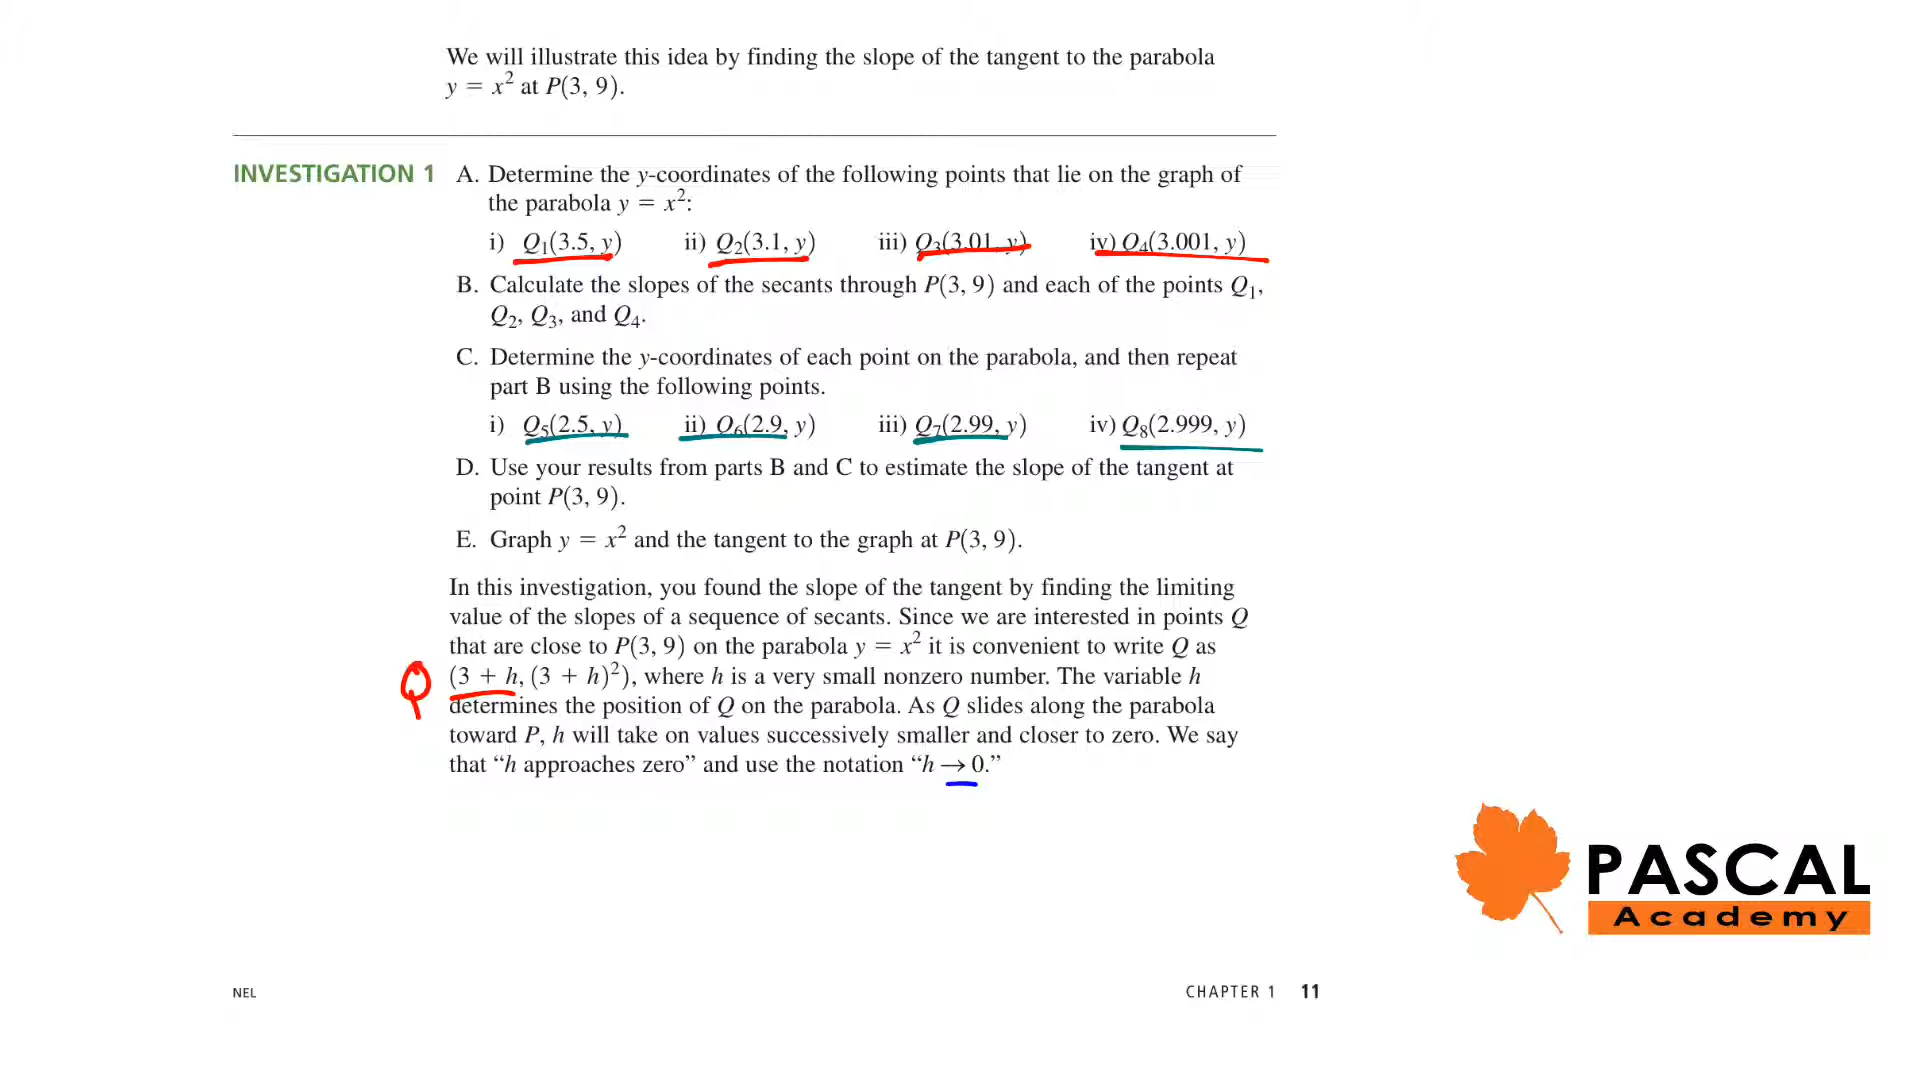 We will illustrate this idea by finding the slope of the tangent to the parabola
y = x² at P(3, 9).
INVESTIGATION 1 A. Determine the y-coordinates of the following points that lie on the graph of
the parabola y = x²:
i) Q₁(3.5, y) ii) Q₂(3.1, y) iii) Q₃(3.01, y) iv) Q₄(3.001, y)
B. Calculate the slopes of the secants through P(3, 9) and each of the points Q₁,
Q₂, Q₃, and Q₄.
C. Determine the y-coordinates of each point on the parabola, and then repeat
part B using the following points.
i) Q₅(2.5, y) ii) Q₆(2.9, y) iii) Q₇(2.99, y) iv) Q₈(2.999, y)
D. Use your results from parts B and C to estimate the slope of the tangent at
point P(3, 9).
E. Graph y = x² and the tangent to the graph at P(3, 9).
In this investigation, you found the slope of the tangent by finding the limiting
value of the slopes of a sequence of secants. Since we are interested in points Q
that are close to P(3, 9) on the parabola y = x² it is convenient to write Q as
Q (3 + h, (3 + h)²), where h is a very small nonzero number. The variable h
determines the position of Q on the parabola. As Q slides along the parabola
toward P, h will take on values successively smaller and closer to zero. We say
that “h approaches zero” and use the notation “h → 0.”
PASCAL
Academy
NEL CHAPTER 1 11